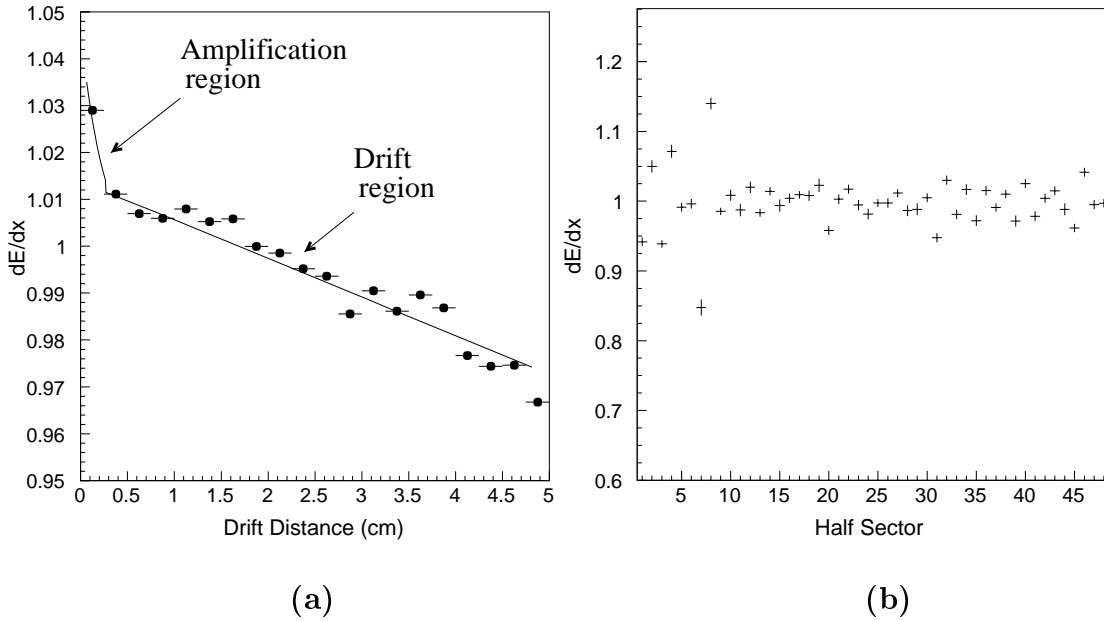 1.05
1.04
1.03
1.02
1.01
1
0.99
0.98
0.97
0.96
0.95
dE/dx
Amplification
region
Drift
region
0 0.5 1 1.5 2 2.5 3 3.5 4 4.5 5
Drift Distance (cm)
(a)
1.2
1.1
1
0.9
0.8
0.7
0.6
dE/dx
5 10 15 20 25 30 35 40 45
Half Sector
(b)